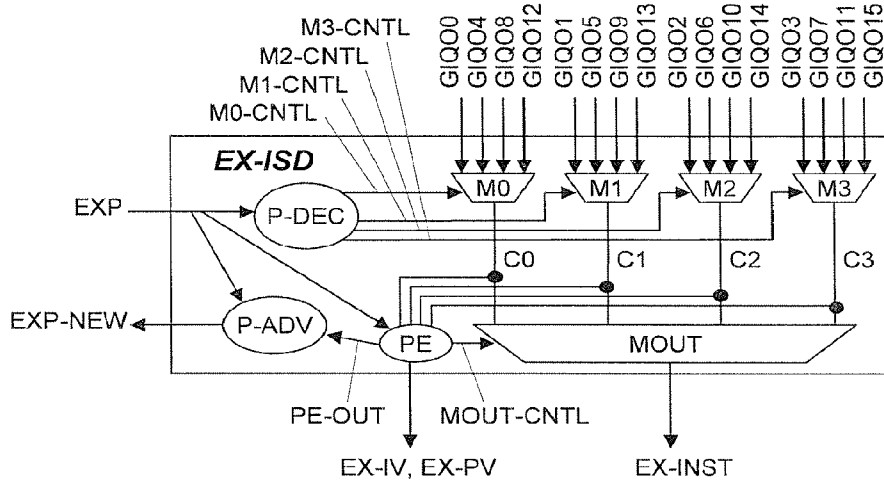 M3-CNTL
M2-CNTL
M1-CNTL
M0-CNTL
GIQO0
GIQO4
GIQO8
GIQO12
GIQO1
GIQO5
GIQO9
GIQO13
GIQO2
GIQO6
GIQO10
GIQO14
GIQO3
GIQO7
GIQO11
GIQO15
EX-ISD
M0
M1
M2
M3
EXP
P-DEC
C0
C1
C2
C3
EXP-NEW
P-ADV
PE
MOUT
PE-OUT
MOUT-CNTL
EX-IV, EX-PV
EX-INST